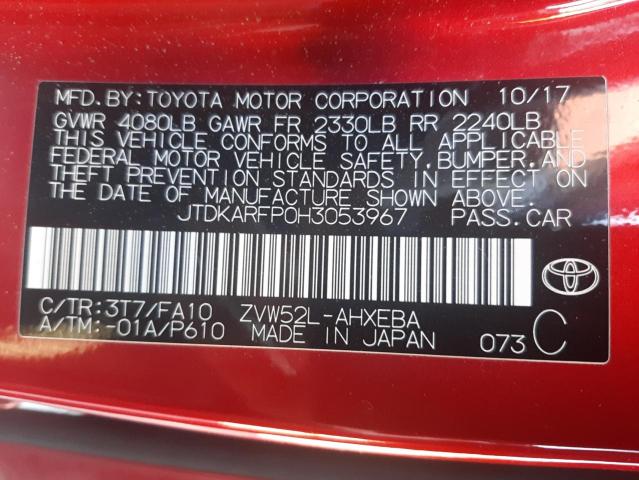 MFD.BY:TOYOTA MOTOR CORPORATION 10/17
GVWR 4080LB GAWR FR 2330LB RR 2240LB
THIS VEHICLE CONFORMS TO ALL APPLICABLE
FEDERAL MOTOR VEHICLE SAFETY,BUMPER,AND
THEFT PREVENTION STANDARDS IN EFFECT ON
THE DATE OF MANUFACTURE SHOWN ABOVE.
JTDKARFP0H3053967 PASS.CAR
C/TR:3T7/FA10 ZVW52L-AHXEBA
A/TM:-01A/P610 MADE IN JAPAN 073 C